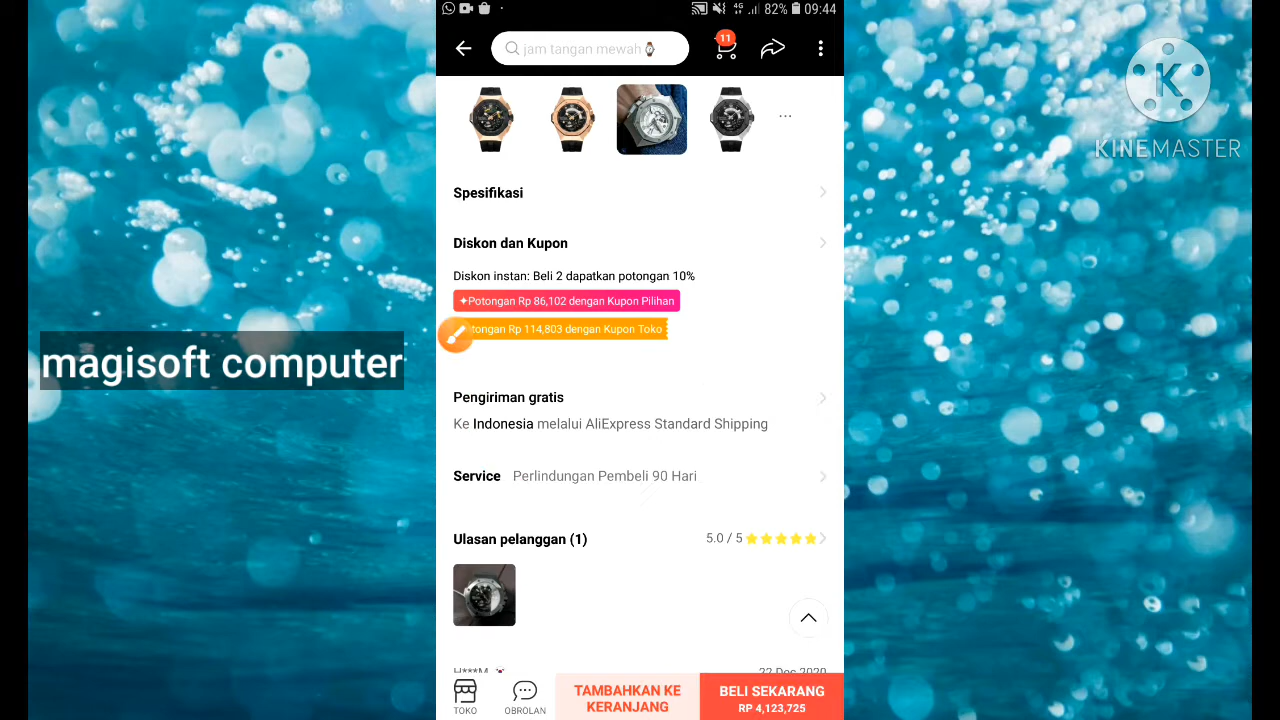 4G 82% 09:44
jam tangan mewah
11
K
KINEMASTER
...
Spesifikasi
Diskon dan Kupon
Diskon instan: Beli 2 dapatkan potongan 10%
Potongan Rp 86,102 dengan Kupon Pilihan
tongan Rp 114,803 dengan Kupon Toko
magisoft computer
Pengiriman gratis
Ke Indonesia melalui AliExpress Standard Shipping
Service Perlindungan Pembeli 90 Hari
Ulasan pelanggan (1) 5.0 / 5
H***M 22 Dec 2020
TOKO
OBROLAN
TAMBAHKAN KE
KERANJANG
BELI SEKARANG
RP 4,123,725